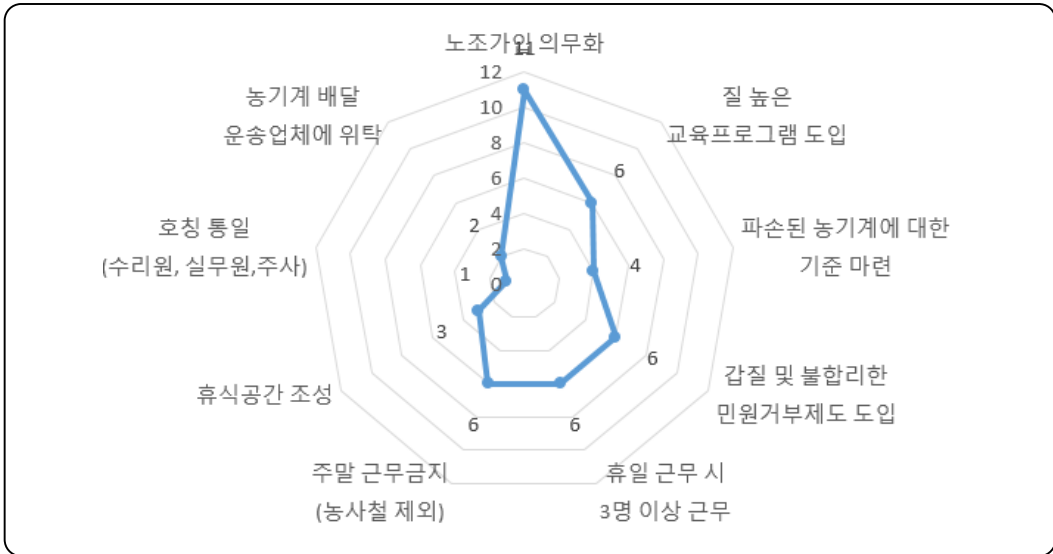 노조가입 의무화
11
질 높은
교육프로그램 도입
6
파손된 농기계에 대한
기준 마련
4
갑질 및 불합리한
민원거부제도 도입
6
휴일 근무 시
3명 이상 근무
6
주말 근무금지
(농사철 제외)
6
휴식공간 조성
3
호칭 통일
(수리원, 실무원,주사)
1
농기계 배달
운송업체에 위탁
2
12
10
8
6
4
2
0